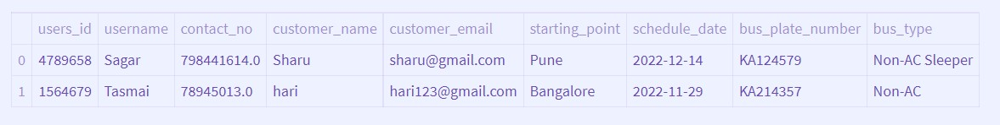 users_id username contact_no customer_name customer_email starting_point schedule_date bus_plate_number bus_type
0 4789658 Sagar 798441614.0 Sharu sharu@gmail.com Pune 2022-12-14 KA124579 Non-AC Sleeper
1 1564679 Tasmai 78945013.0 hari hari123@gmail.com Bangalore 2022-11-29 KA214357 Non-AC